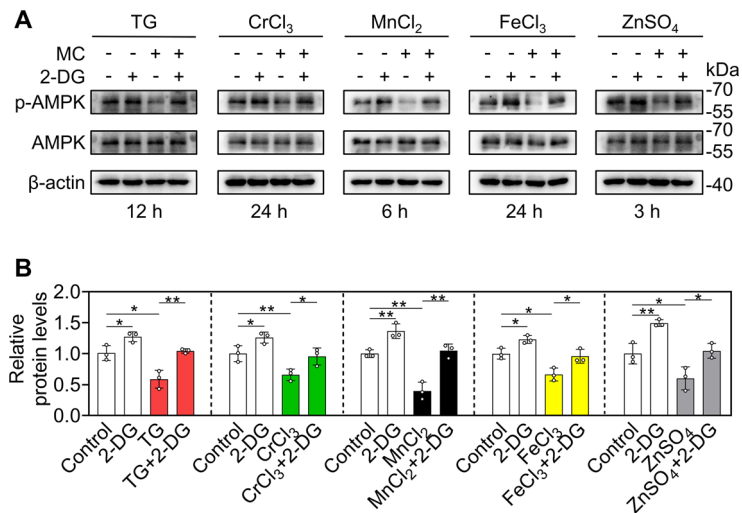 A
TG CrCl₃ MnCl₂ FeCl₃ ZnSO₄
MC - - + + - - + + - - + + - - + + - - + +
2-DG - + - + - + - + - + - + - + - + - + - + kDa
p-AMPK -70
-55
AMPK -70
-55
β-actin -40
12 h 24 h 6 h 24 h 3 h
B
Relative
protein levels
2.0
1.5
1.0
0.5
0.0
* * ** * ** * ** ** ** * * * ** * *
Control 2-DG TG TG+2-DG Control 2-DG CrCl₃ CrCl₃+2-DG Control 2-DG MnCl₂ MnCl₂+2-DG Control 2-DG FeCl₃ FeCl₃+2-DG Control 2-DG ZnSO₄ ZnSO₄+2-DG